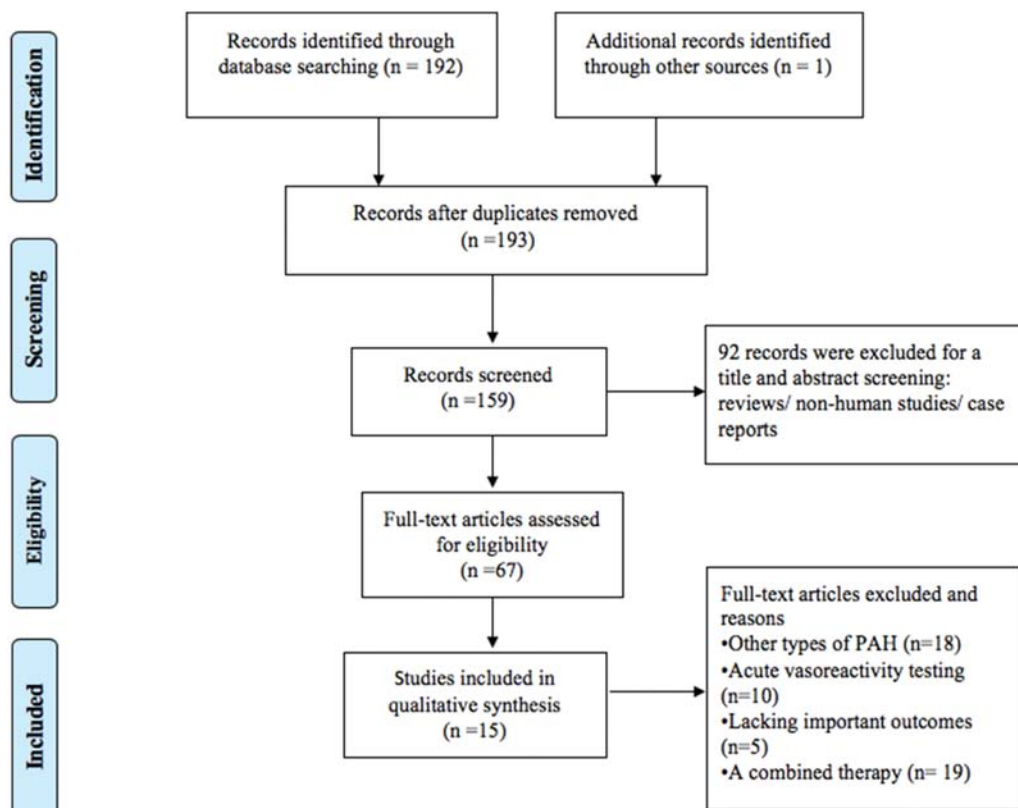 Identification
Records identified through
database searching (n = 192)
Additional records identified
through other sources (n = 1)
Records after duplicates removed
(n =193)
Screening
Records screened
(n =159)
92 records were excluded for a
title and abstract screening:
reviews/ non-human studies/ case
reports
Eligibility
Full-text articles assessed
for eligibility
(n =67)
Full-text articles excluded and
reasons
•Other types of PAH (n=18)
•Acute vasoreactivity testing
(n=10)
•Lacking important outcomes
(n=5)
•A combined therapy (n= 19)
Included
Studies included in
qualitative synthesis
(n =15)